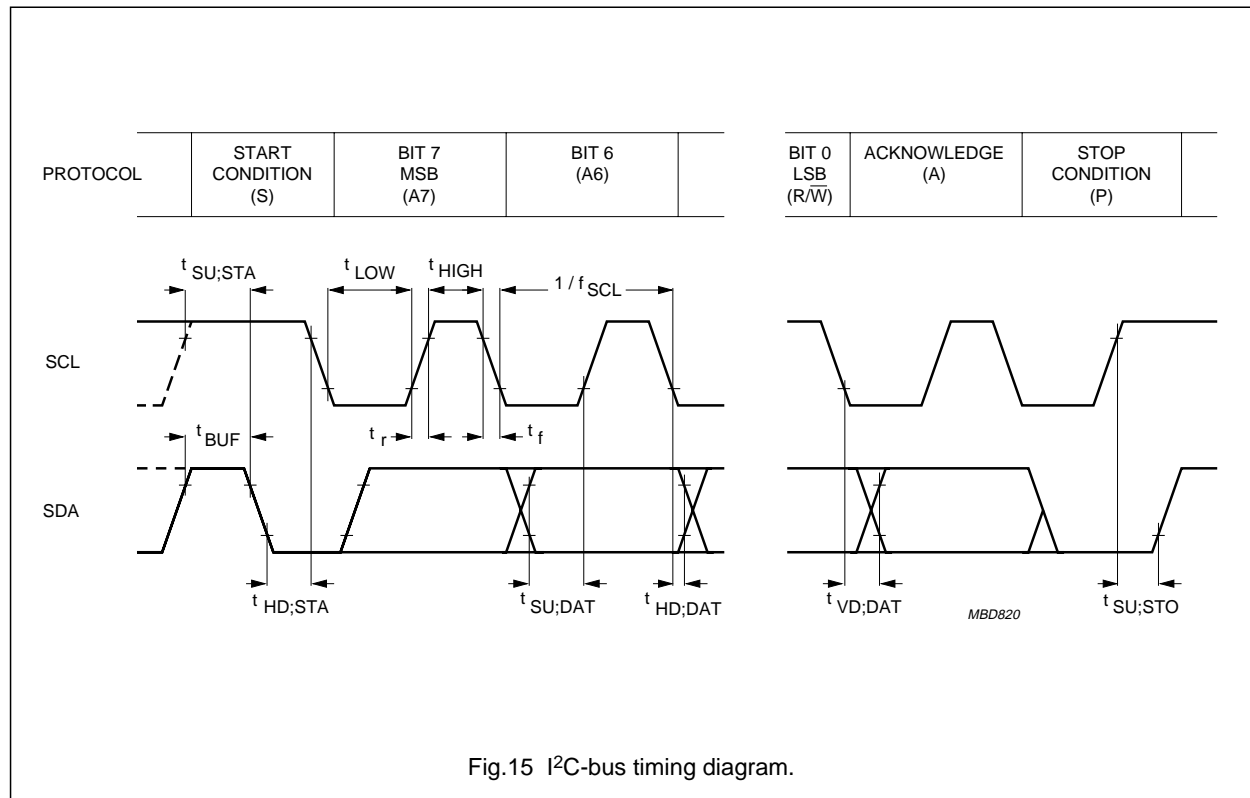 PROTOCOL
START
CONDITION
(S)
BIT 7
MSB
(A7)
BIT 6
(A6)
BIT 0
LSB
(R/W̅)
ACKNOWLEDGE
(A)
STOP
CONDITION
(P)
t SU;STA
t LOW
t HIGH
1 / f SCL
SCL
t BUF
t r
t f
SDA
t HD;STA
t SU;DAT
t HD;DAT
t VD;DAT
MBD820
t SU;STO
Fig.15 I²C-bus timing diagram.